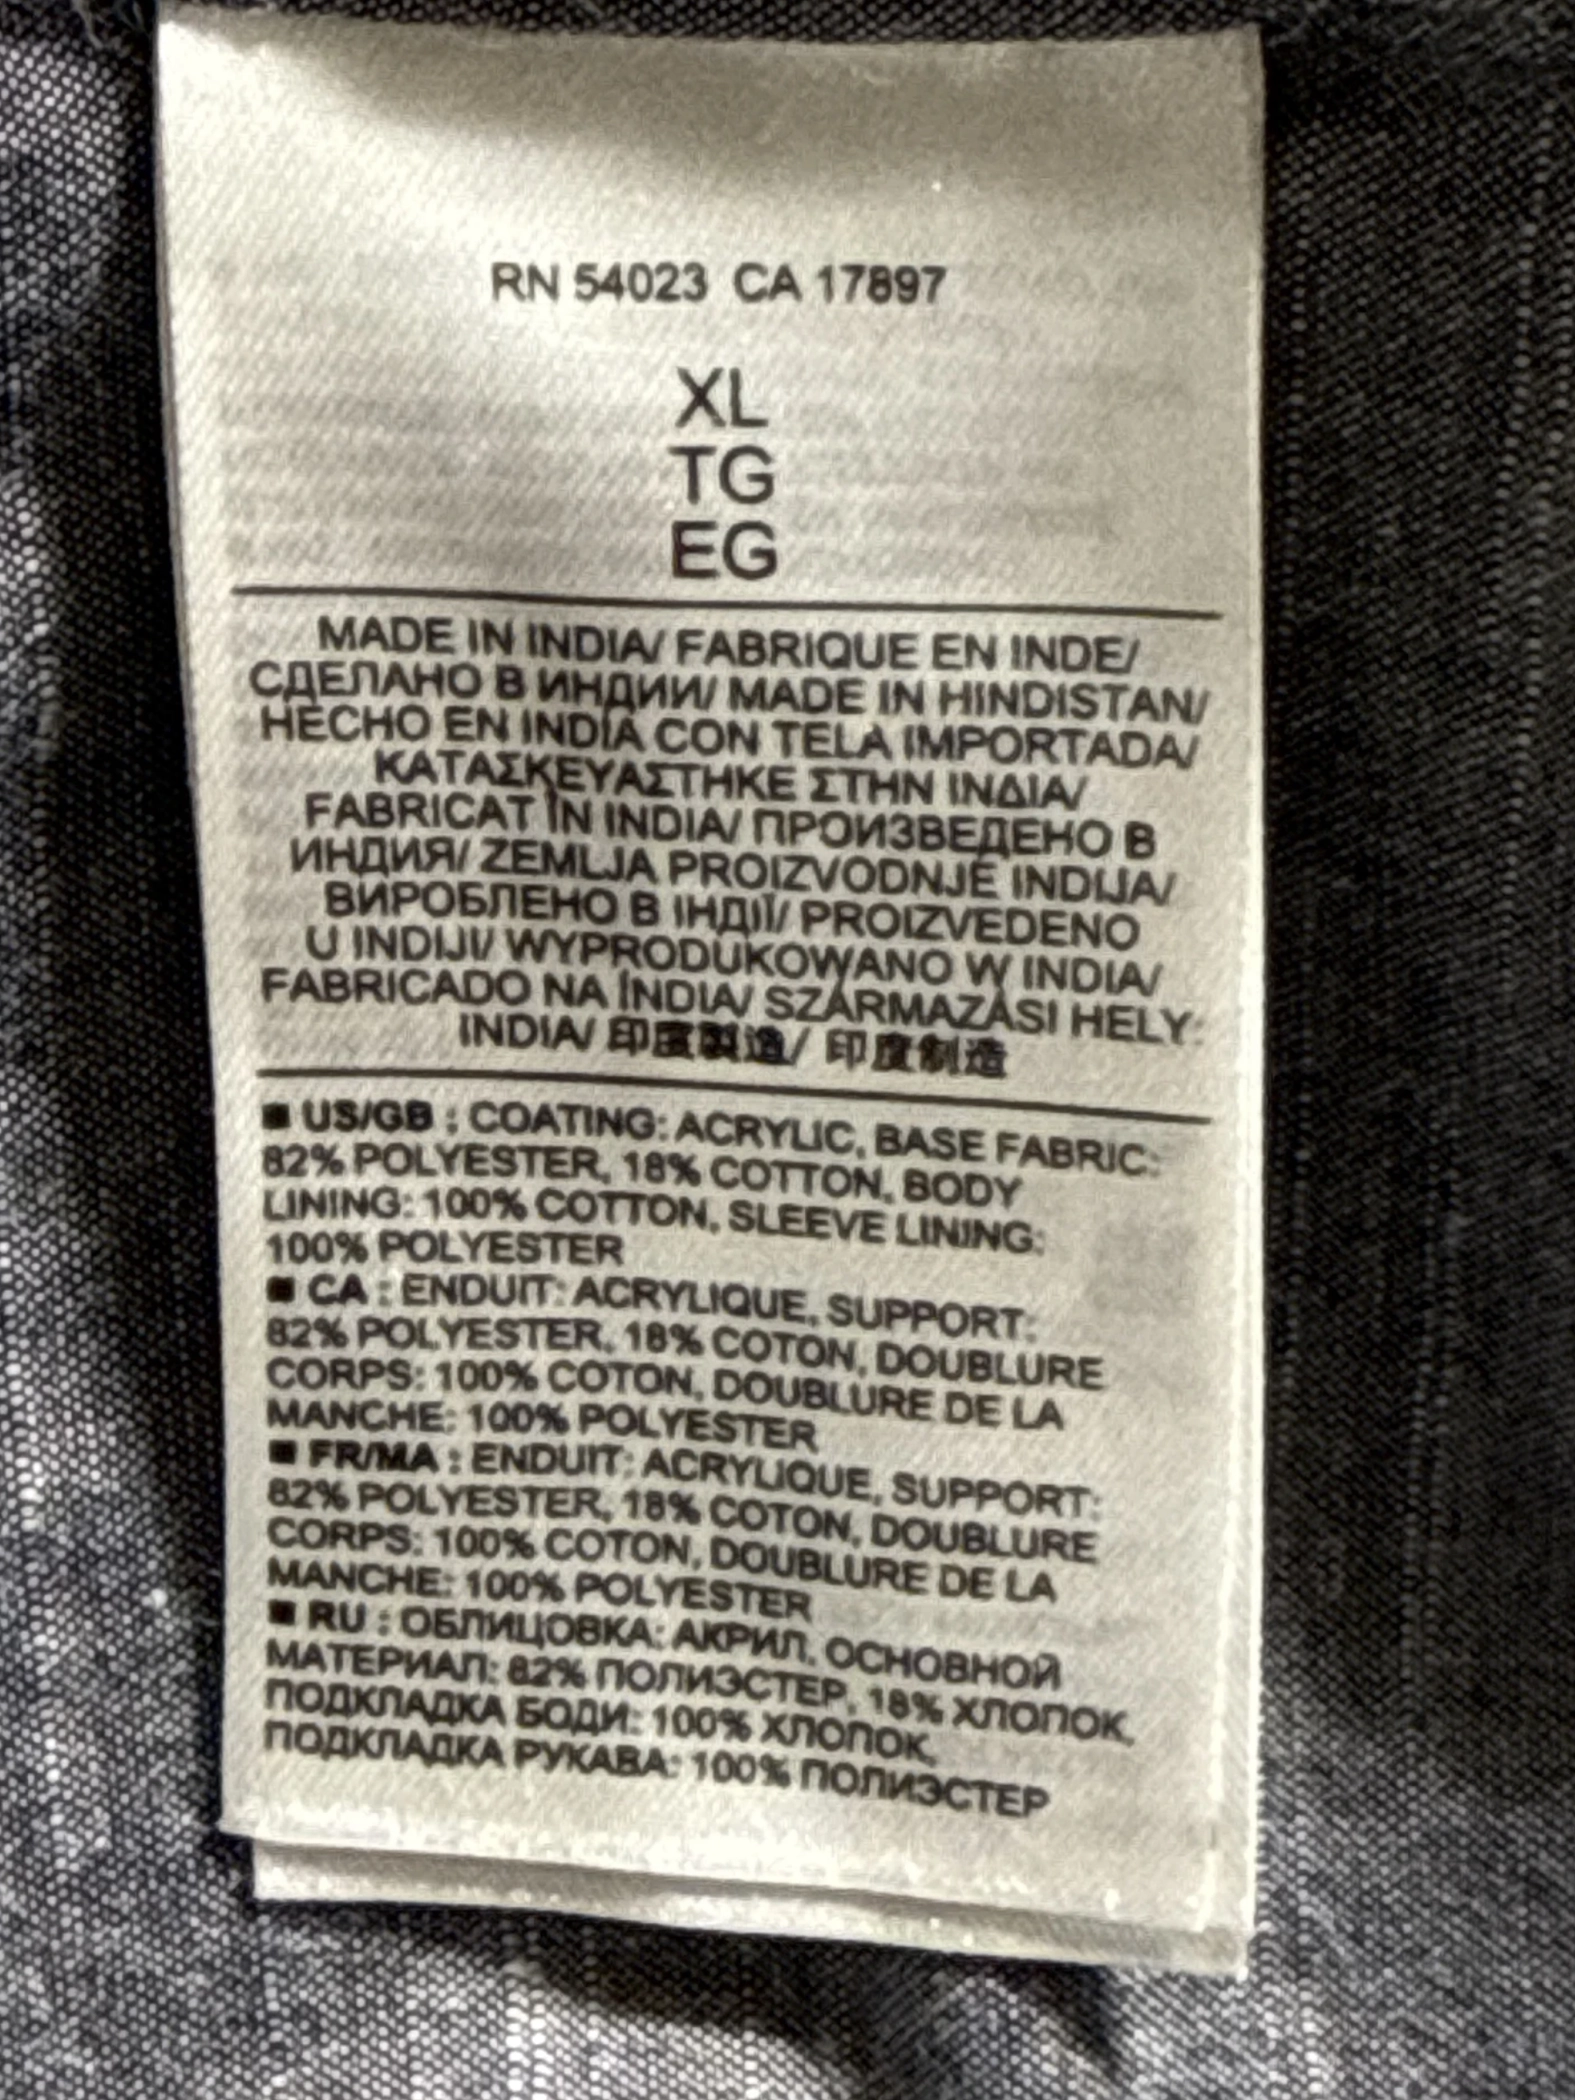 RN 54023 CA 17897
XL
TG
EG
MADE IN INDIA/ FABRIQUE EN INDE/
СДЕЛАНО В ИНДИИ/ MADE IN HINDISTAN/
HECHO EN INDIA CON TELA IMPORTADA/
ΚΑΤΑΣΚΕΥΑΣΤΗΚΕ ΣΤΗΝ ΙΝΔΙΑ/
FABRICAT ÎN INDIA/ ПРОИЗВЕДЕНО В
ИНДИЯ/ ZEMLJA PROIZVODNJE INDIJA/
ВИРОБЛЕНО В ІНДІЇ/ PROIZVEDENO
U INDIJI/ WYPRODUKOWANO W INDIA/
FABRICADO NA ÍNDIA/ SZÁRMAZÁSI HELY:
INDIA/ 印度製造/ 印度制造
■ US/GB : COATING: ACRYLIC, BASE FABRIC:
82% POLYESTER, 18% COTTON, BODY
LINING: 100% COTTON, SLEEVE LINING:
100% POLYESTER
■ CA : ENDUIT: ACRYLIQUE, SUPPORT:
82% POLYESTER, 18% COTON, DOUBLURE
CORPS: 100% COTON, DOUBLURE DE LA
MANCHE: 100% POLYESTER
■ FR/MA : ENDUIT: ACRYLIQUE, SUPPORT:
82% POLYESTER, 18% COTON, DOUBLURE
CORPS: 100% COTON, DOUBLURE DE LA
MANCHE: 100% POLYESTER
■ RU : ОБЛИЦОВКА: АКРИЛ, ОСНОВНОЙ
МАТЕРИАЛ: 82% ПОЛИЭСТЕР, 18% ХЛОПОК,
ПОДКЛАДКА БОДИ: 100% ХЛОПОК,
ПОДКЛАДКА РУКАВА: 100% ПОЛИЭСТЕР